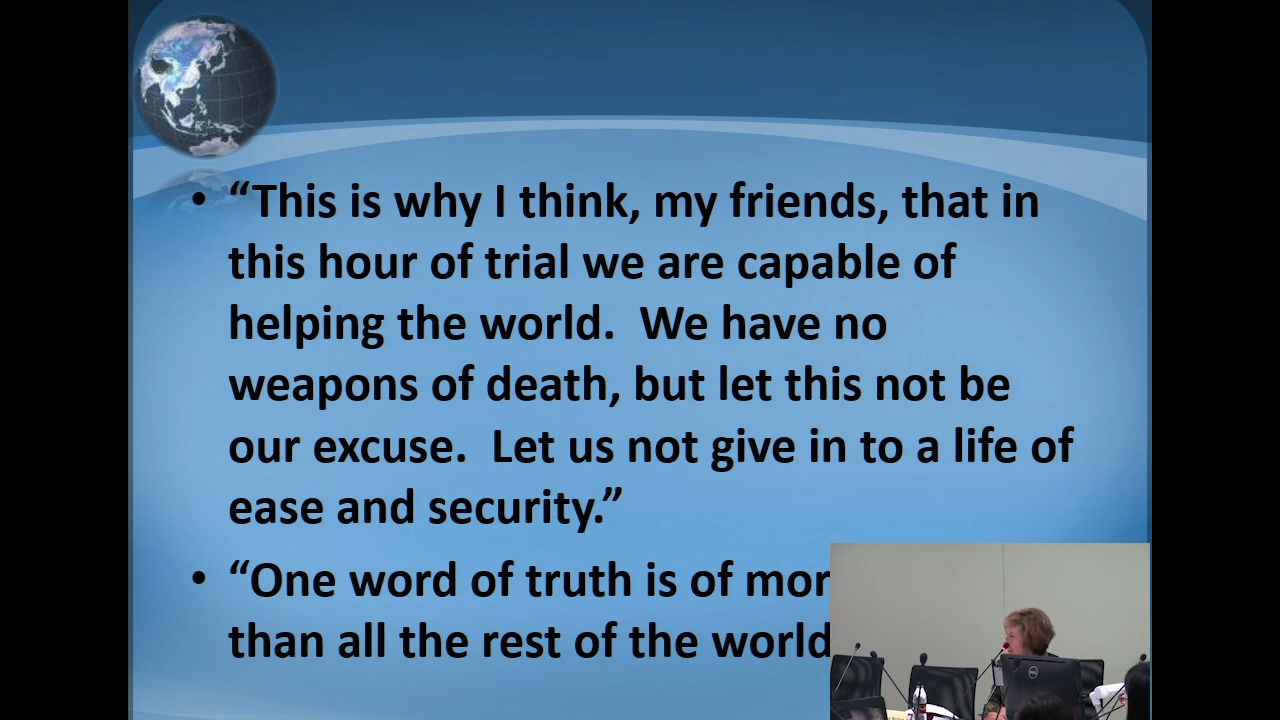 • “This is why I think, my friends, that in
this hour of trial we are capable of
helping the world.  We have no
weapons of death, but let this not be
our excuse.  Let us not give in to a life of
ease and security.”
• “One word of truth is of mor
than all the rest of the world
DELL